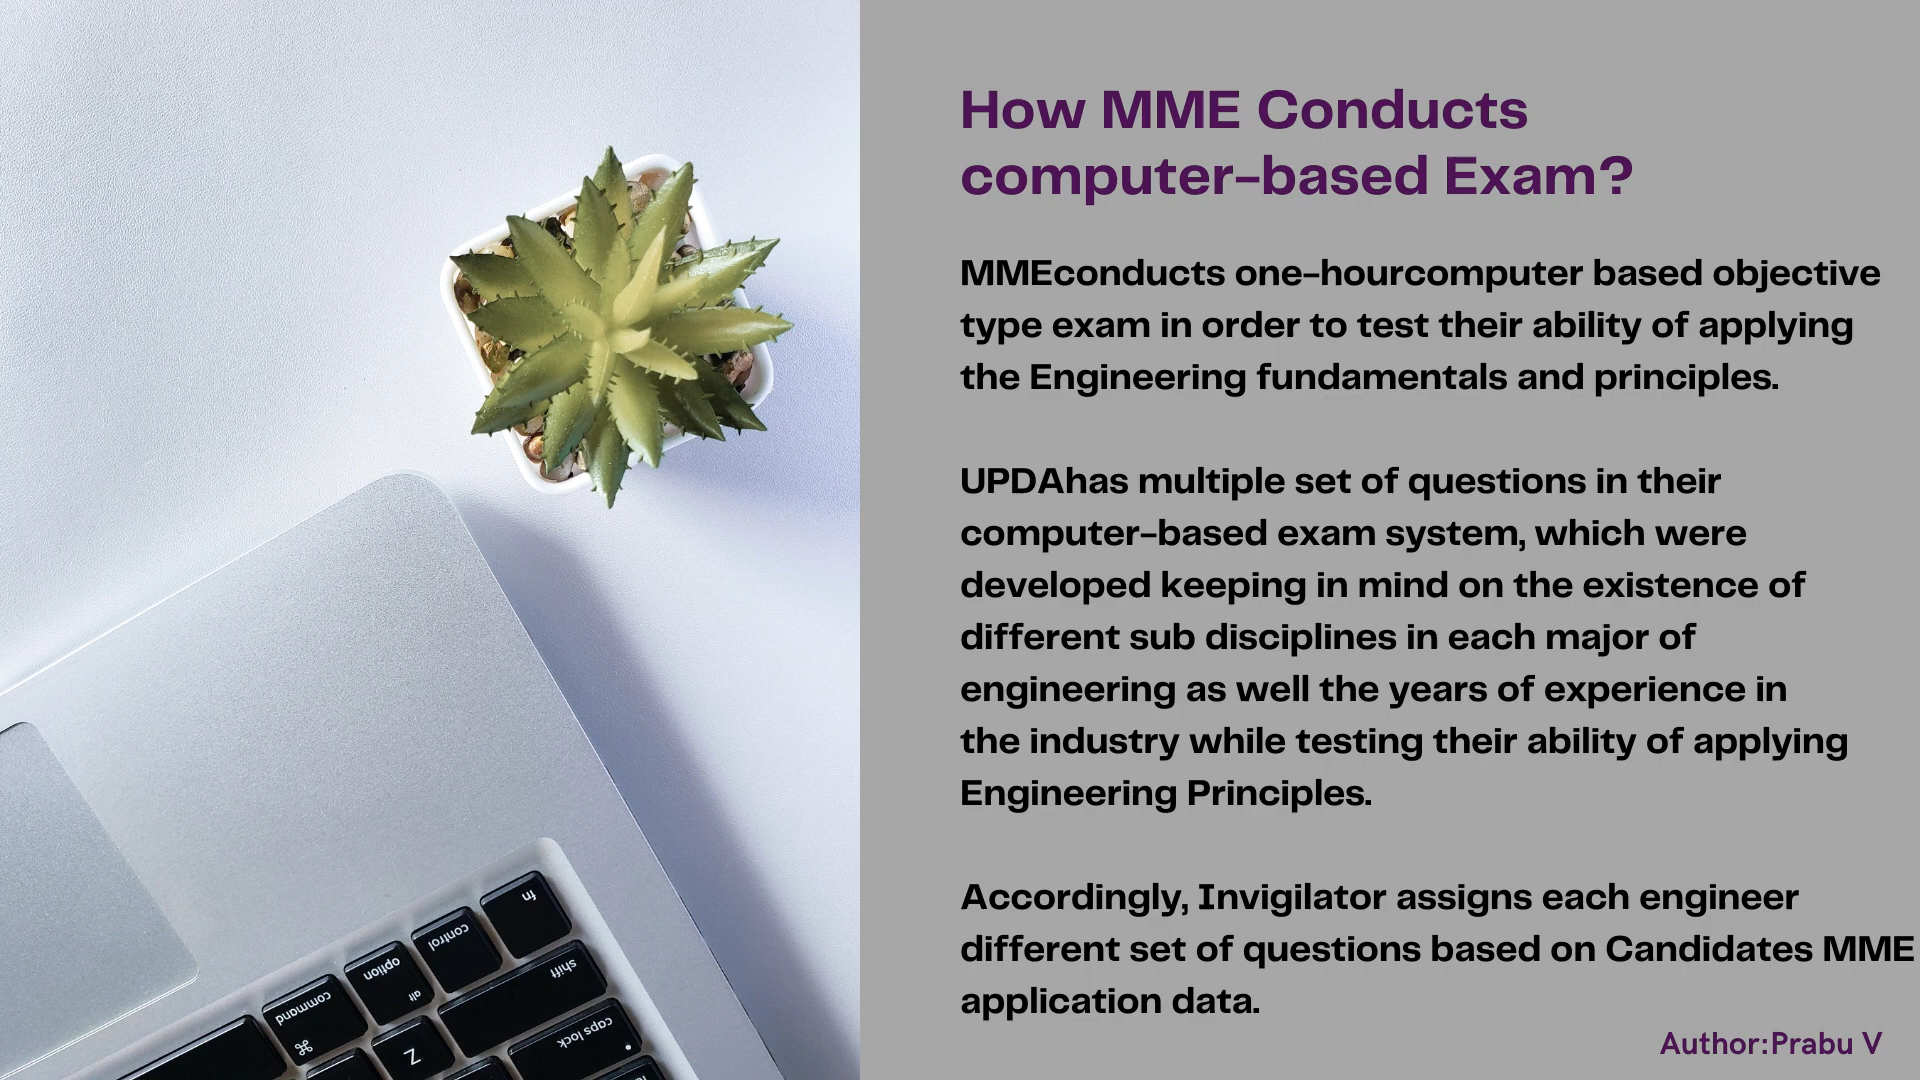 How MME Conducts
computer-based Exam?
MMEconducts one-hourcomputer based objective
type exam in order to test their ability of applying
the Engineering fundamentals and principles.
UPDAhas multiple set of questions in their
computer-based exam system, which were
developed keeping in mind on the existence of
different sub disciplines in each major of
engineering as well the years of experience in
the industry while testing their ability of applying
Engineering Principles.
Accordingly, Invigilator assigns each engineer
different set of questions based on Candidates MME
application data.
Author:Prabu V
fn
control
option
alt
command
⌘
shift
Z
caps lock